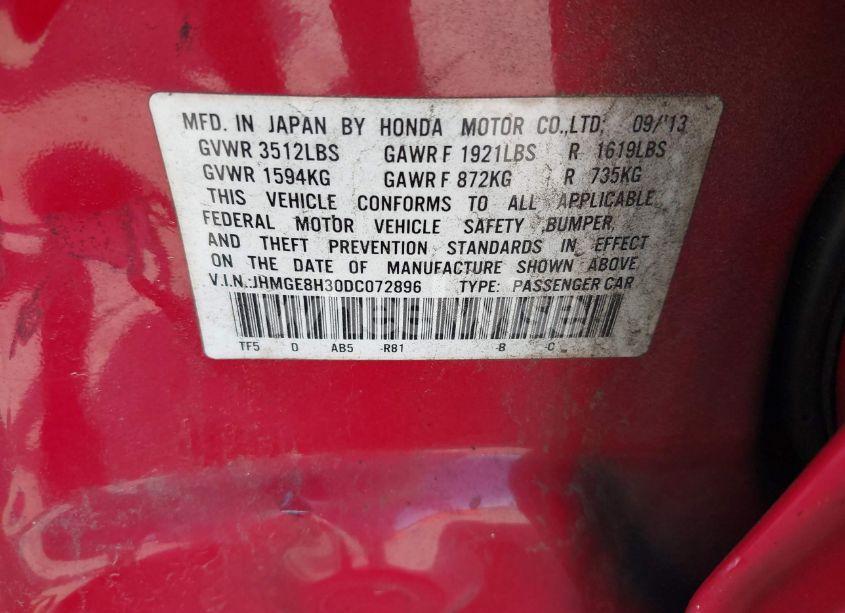 MFD. IN JAPAN BY HONDA MOTOR CO.,LTD; 09/'13
GVWR 3512LBS GAWR F 1921LBS R 1619LBS
GVWR 1594KG GAWR F 872KG R 735KG
THIS VEHICLE CONFORMS TO ALL APPLICABLE
FEDERAL MOTOR VEHICLE SAFETY ,BUMPER,
AND THEFT PREVENTION STANDARDS IN EFFECT
ON THE DATE OF MANUFACTURE SHOWN ABOVE.
V.I.N.:JHMGE8H30DC072896 TYPE: PASSENGER CAR
TF5 D AB5 -R81 -B -C